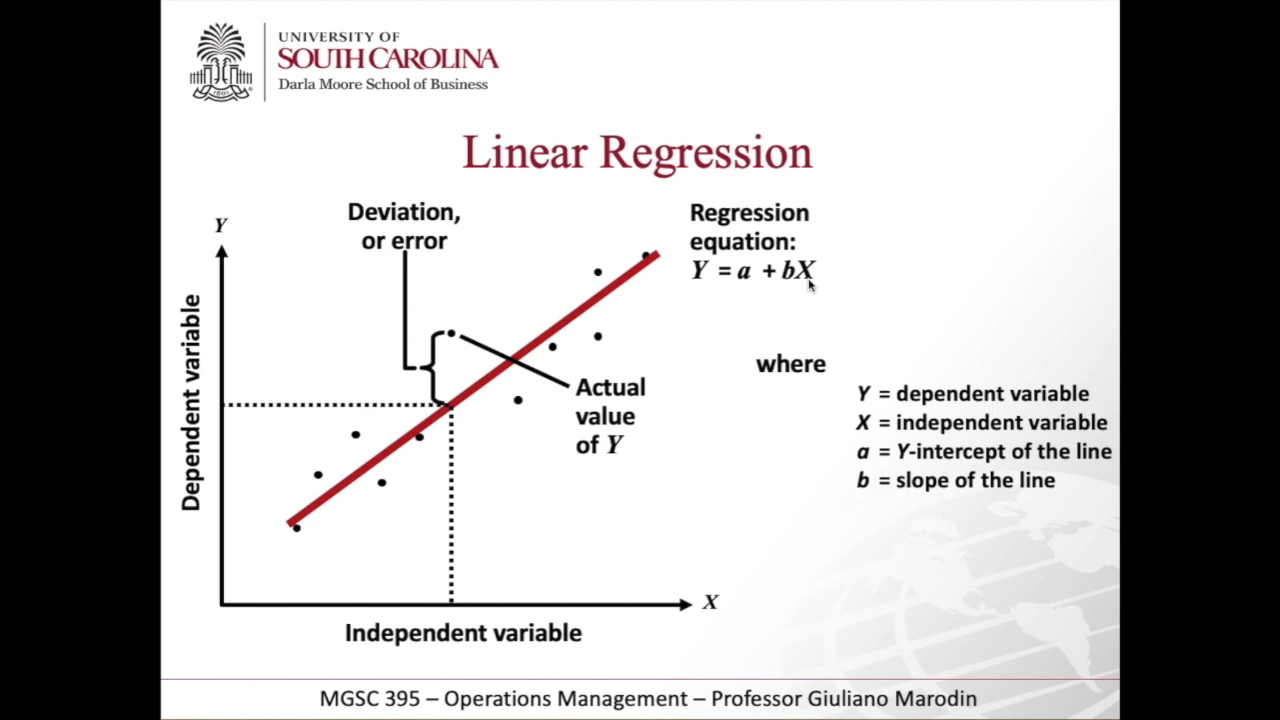 UNIVERSITY OF
SOUTH CAROLINA
Darla Moore School of Business
Linear Regression
Deviation,
or error
Y
Dependent variable
Actual
value
of Y
X
Independent variable
Regression
equation:
Y = a + bX
where
Y = dependent variable
X = independent variable
a = Y-intercept of the line
b = slope of the line
MGSC 395 – Operations Management – Professor Giuliano Marodin